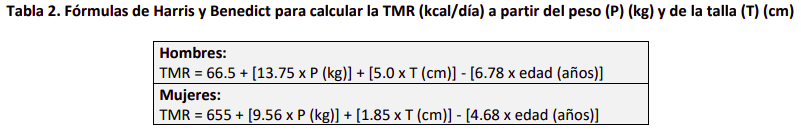 Tabla 2. Fórmulas de Harris y Benedict para calcular la TMR (kcal/día) a partir del peso (P) (kg) y de la talla (T) (cm)
Hombres:
TMR = 66.5 + [13.75 x P (kg)] + [5.0 x T (cm)] - [6.78 x edad (años)]
Mujeres:
TMR = 655 + [9.56 x P (kg)] + [1.85 x T (cm)] - [4.68 x edad (años)]